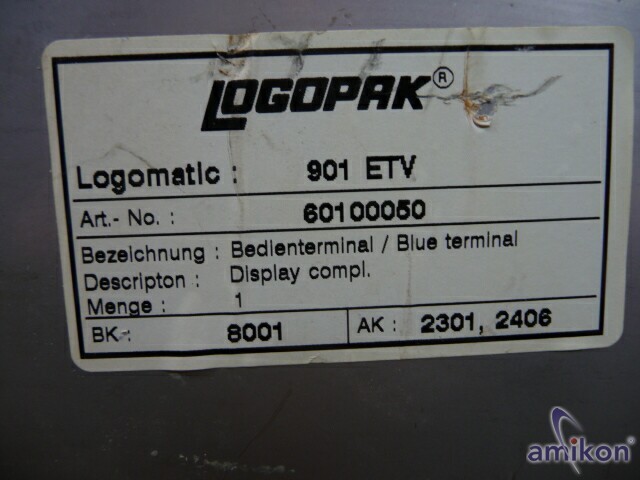 LOGOPAK®
Logomatic : 901 ETV
Art.- No. : 60100050
Bezeichnung : Bedienterminal / Blue terminal
Descripton : Display compl.
Menge : 1
BK.: 8001 AK : 2301, 2406
amikon®